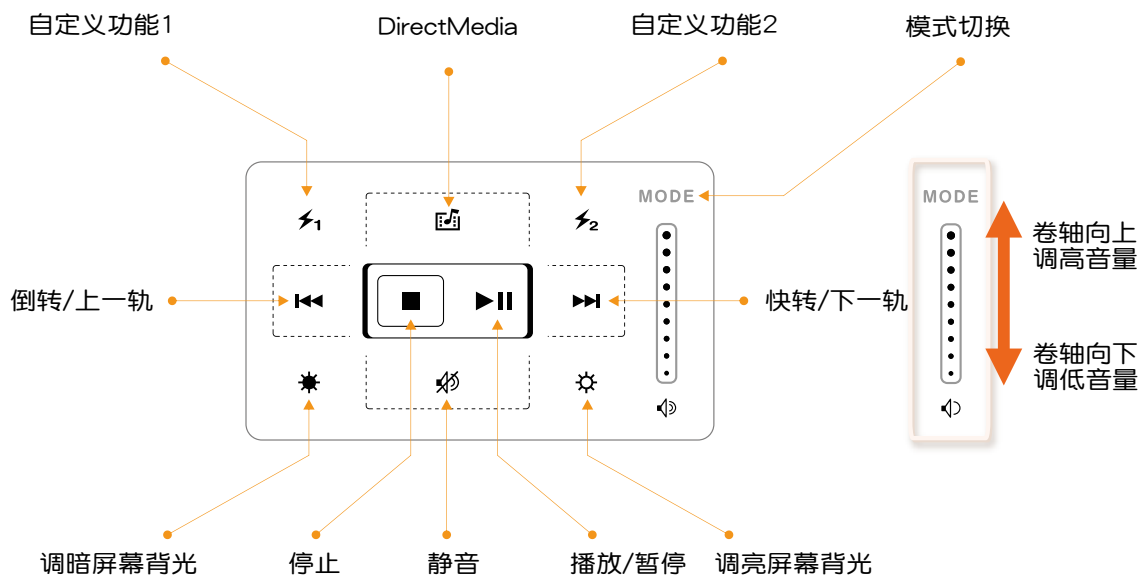 自定义功能1
DirectMedia
自定义功能2
模式切换
1
2
MODE
MODE
卷轴向上
调高音量
倒转/上一轨
快转/下一轨
卷轴向下
调低音量
调暗屏幕背光
停止
静音
播放/暂停
调亮屏幕背光